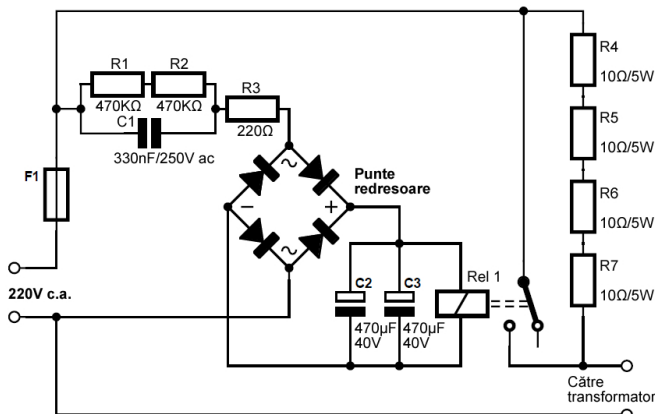 R1
R2
R3
470KΩ
470KΩ
C1
330nF/250V ac
220Ω
F1
~
Punte
redresoare
−
+
~
220V c.a.
C2
C3
470µF
40V
470µF
40V
Rel 1
R4
10Ω/5W
R5
10Ω/5W
R6
10Ω/5W
R7
10Ω/5W
Către
transformator